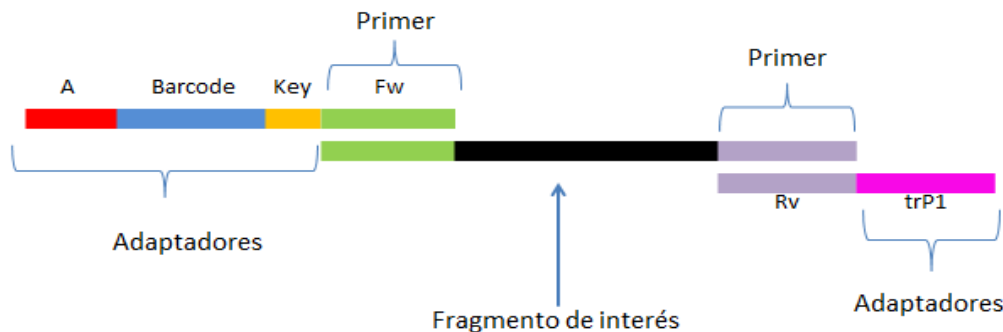 Primer
Primer
A Barcode Key Fw
Rv trP1
Adaptadores
Adaptadores
Fragmento de interés